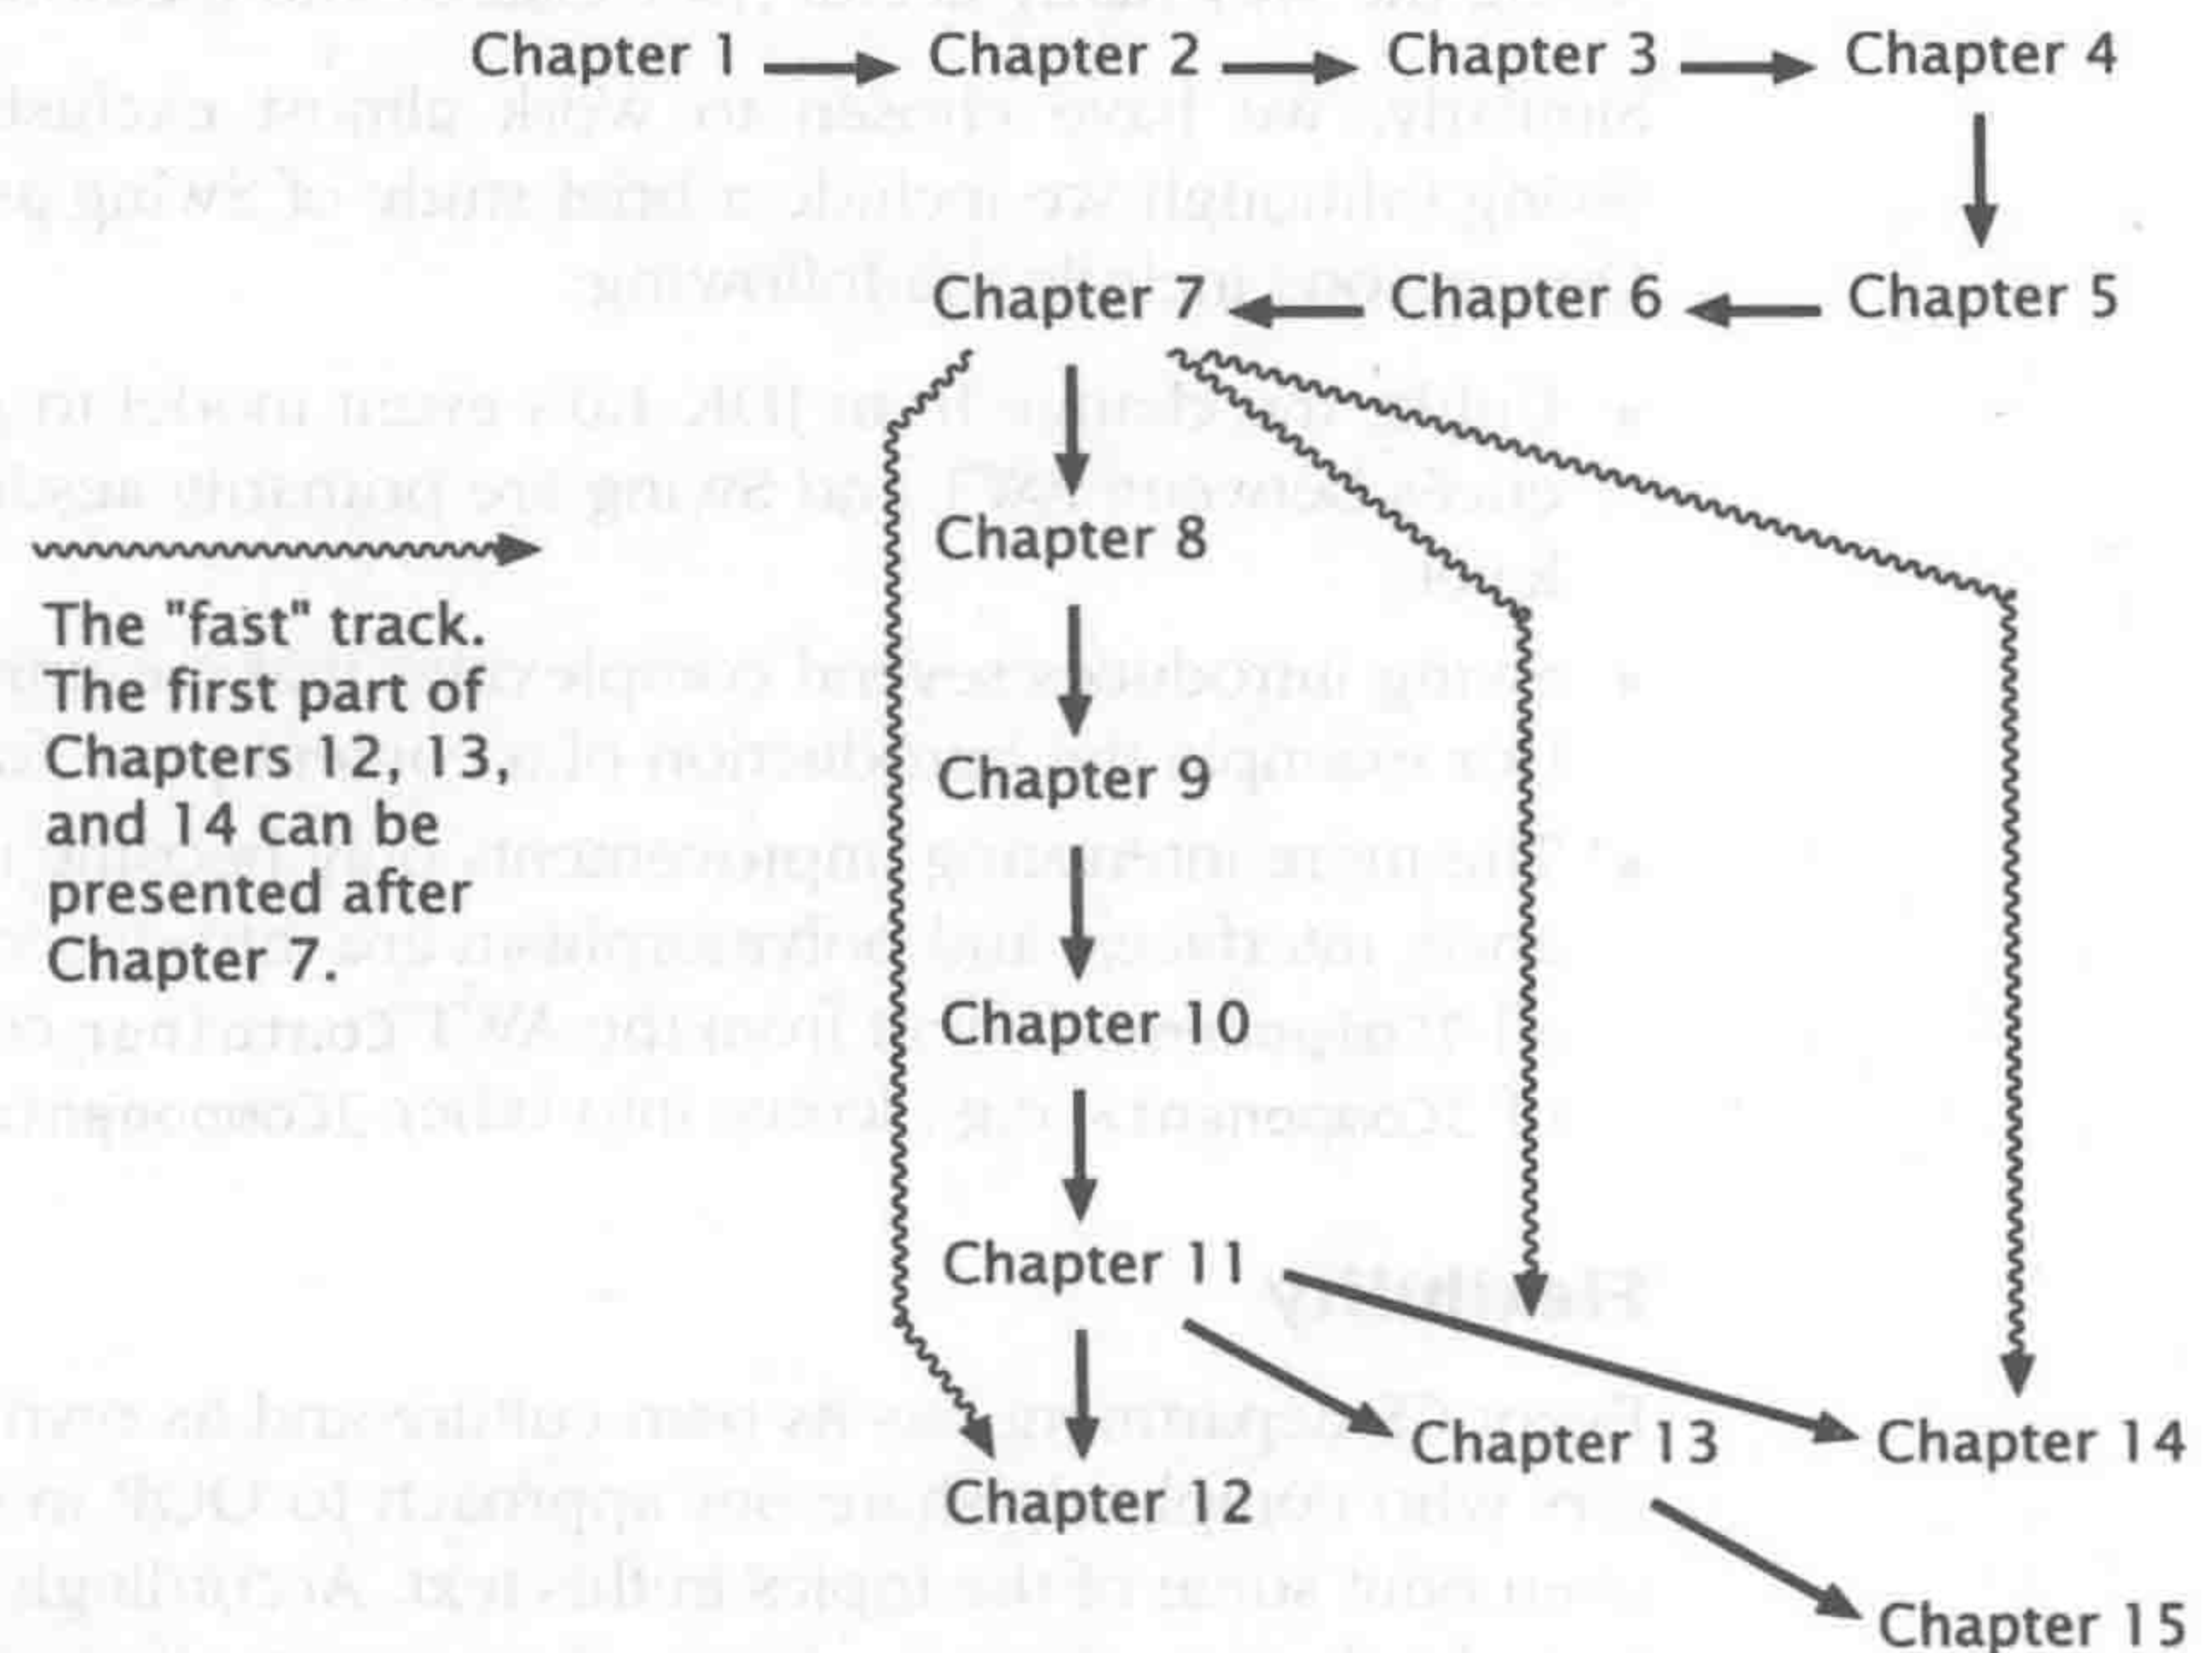 Chapter 1 Chapter 2 Chapter 3 Chapter 4
Chapter 7 Chapter 6 Chapter 5
Chapter 8
The "fast" track.
The first part of
Chapters 12, 13,
and 14 can be
presented after
Chapter 7.
Chapter 9
Chapter 10
Chapter 11
Chapter 13 Chapter 14
Chapter 12
Chapter 15